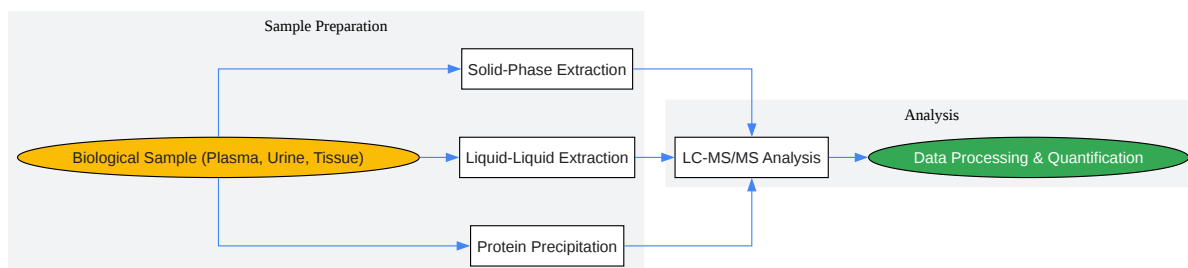 Sample Preparation
Solid-Phase Extraction
Analysis
Biological Sample (Plasma, Urine, Tissue)
Liquid-Liquid Extraction
LC-MS/MS Analysis
Data Processing & Quantification
Protein Precipitation